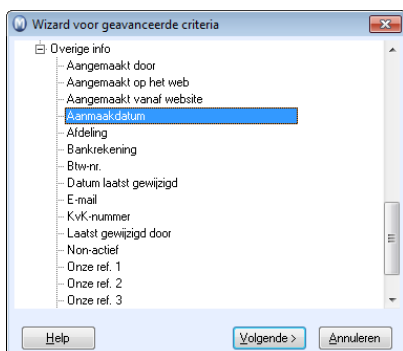 Wizard voor geavanceerde criteria
Overige info
Aangemaakt door
Aangemaakt op het web
Aangemaakt vanaf website
Aanmaakdatum
Afdeling
Bankrekening
Btw-nr.
Datum laatst gewijzigd
E-mail
KvK-nummer
Laatst gewijzigd door
Non-actief
Onze ref. 1
Onze ref. 2
Onze ref. 3
Help Volgende > Annuleren